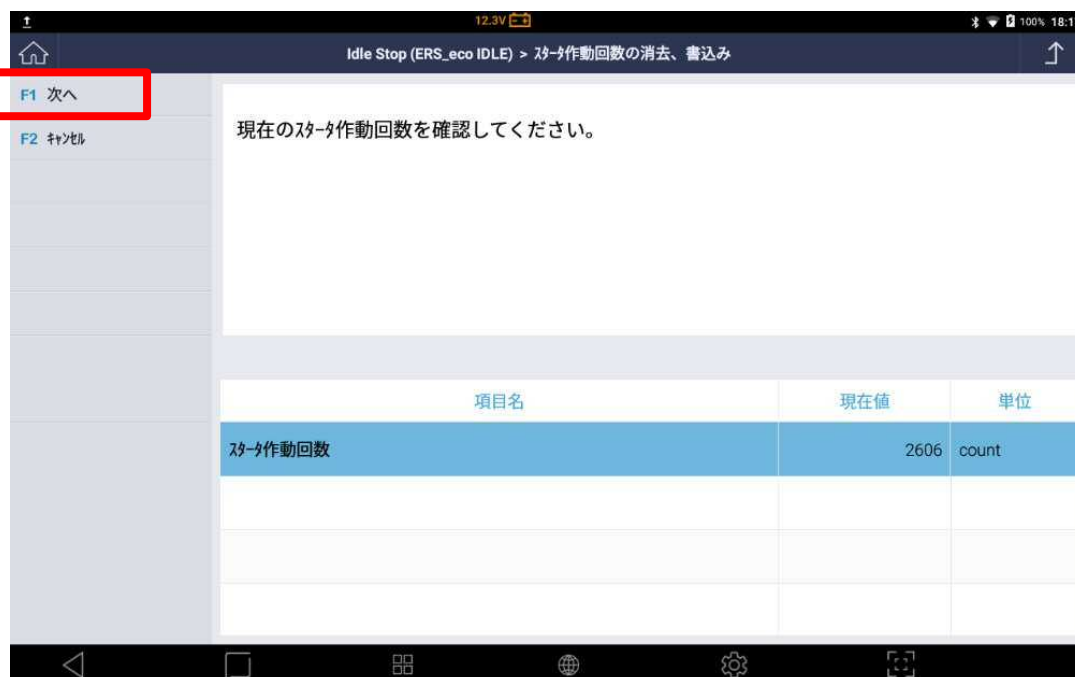 12.3V
100% 18:1
Idle Stop (ERS_eco IDLE) > ｽﾀｰﾀ作動回数の消去、書込み
F1 次へ
F2 ｷｬﾝｾﾙ
現在のｽﾀｰﾀ作動回数を確認してください。
項目名 現在値 単位
ｽﾀｰﾀ作動回数 2606 count